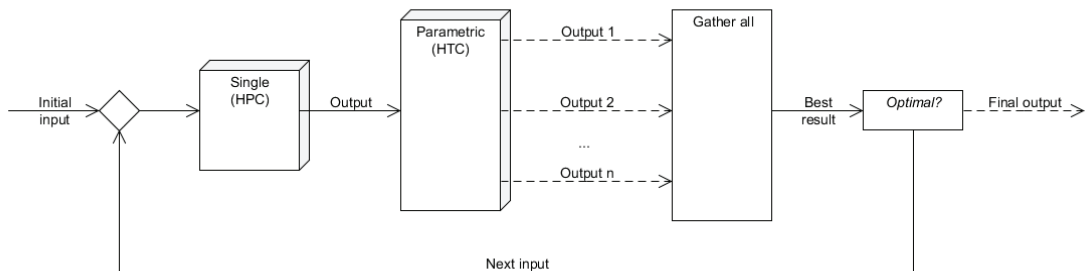 Initial
input
Single
(HPC)
Output
Parametric
(HTC)
Output 1
Output 2
...
Output n
Gather all
Best
result
Optimal?
Final output
Next input